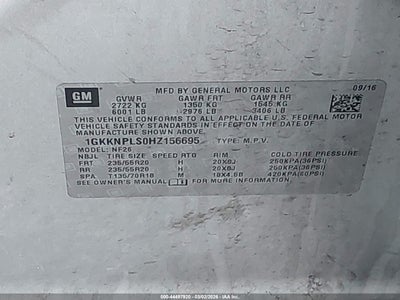 GM
MFD BY GENERAL MOTORS LLC
09/16
GVWR GAWR FRT GAWR RR
2722 KG 1350 KG 1545 KG
6001 LB 2976 LB 3406 LB
THIS VEHICLE CONFORMS TO ALL APPLICABLE U.S. FEDERAL MOTOR
VEHICLE SAFETY AND THEFT PREVENTION STANDARDS IN
EFFECT ON THE DATE OF MANUFACTURE SHOWN ABOVE.
1GKKNPLS0HZ156695 TYPE: M.P.V.
MODEL: NF26
NBJL TIRE SIZE SPEED RTG RIM COLD TIRE PRESSURE
FRT 235/55R20 H 20X8J 250KPA(36PSI)
RR 235/55R20 H 20X8J 250KPA(36PSI)
SPA T135/70R18 M 18X4.5B 420KPA(60PSI)
SEE OWNER'S MANUAL FOR MORE INFORMATION.